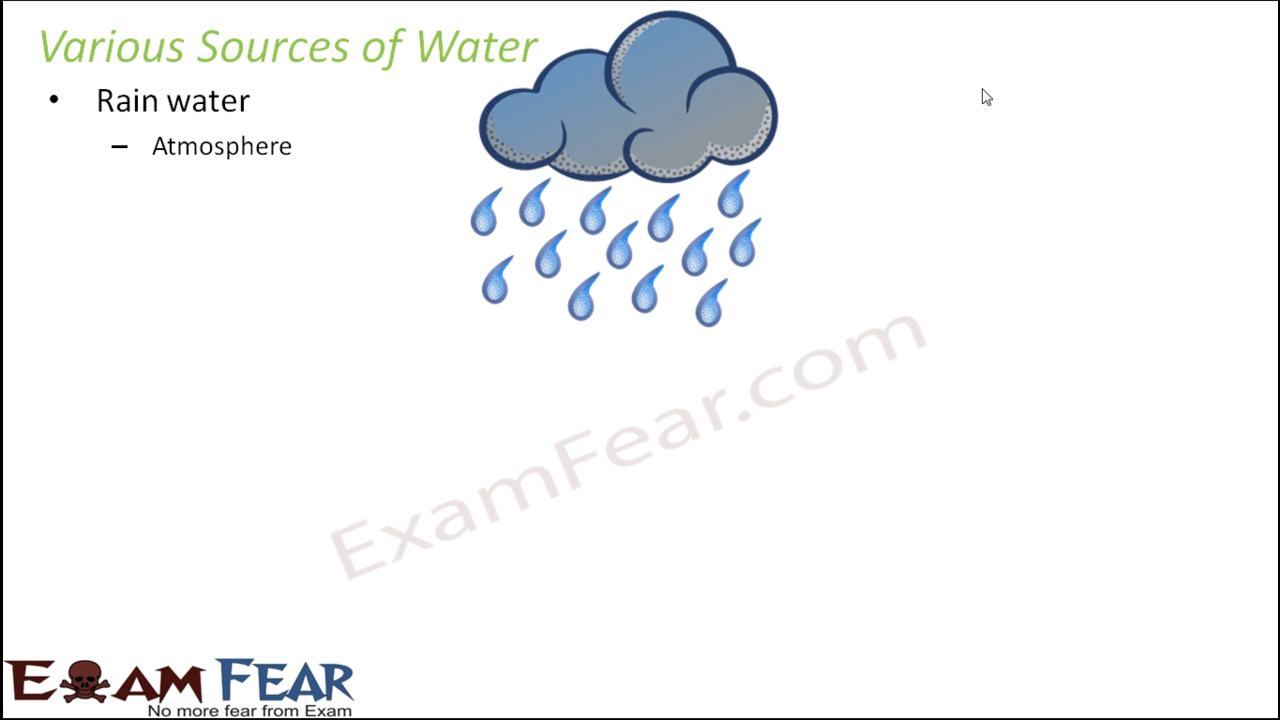 Various Sources of Water
• Rain water
– Atmosphere
ExamFear.com
EXAM FEAR
No more fear from Exam